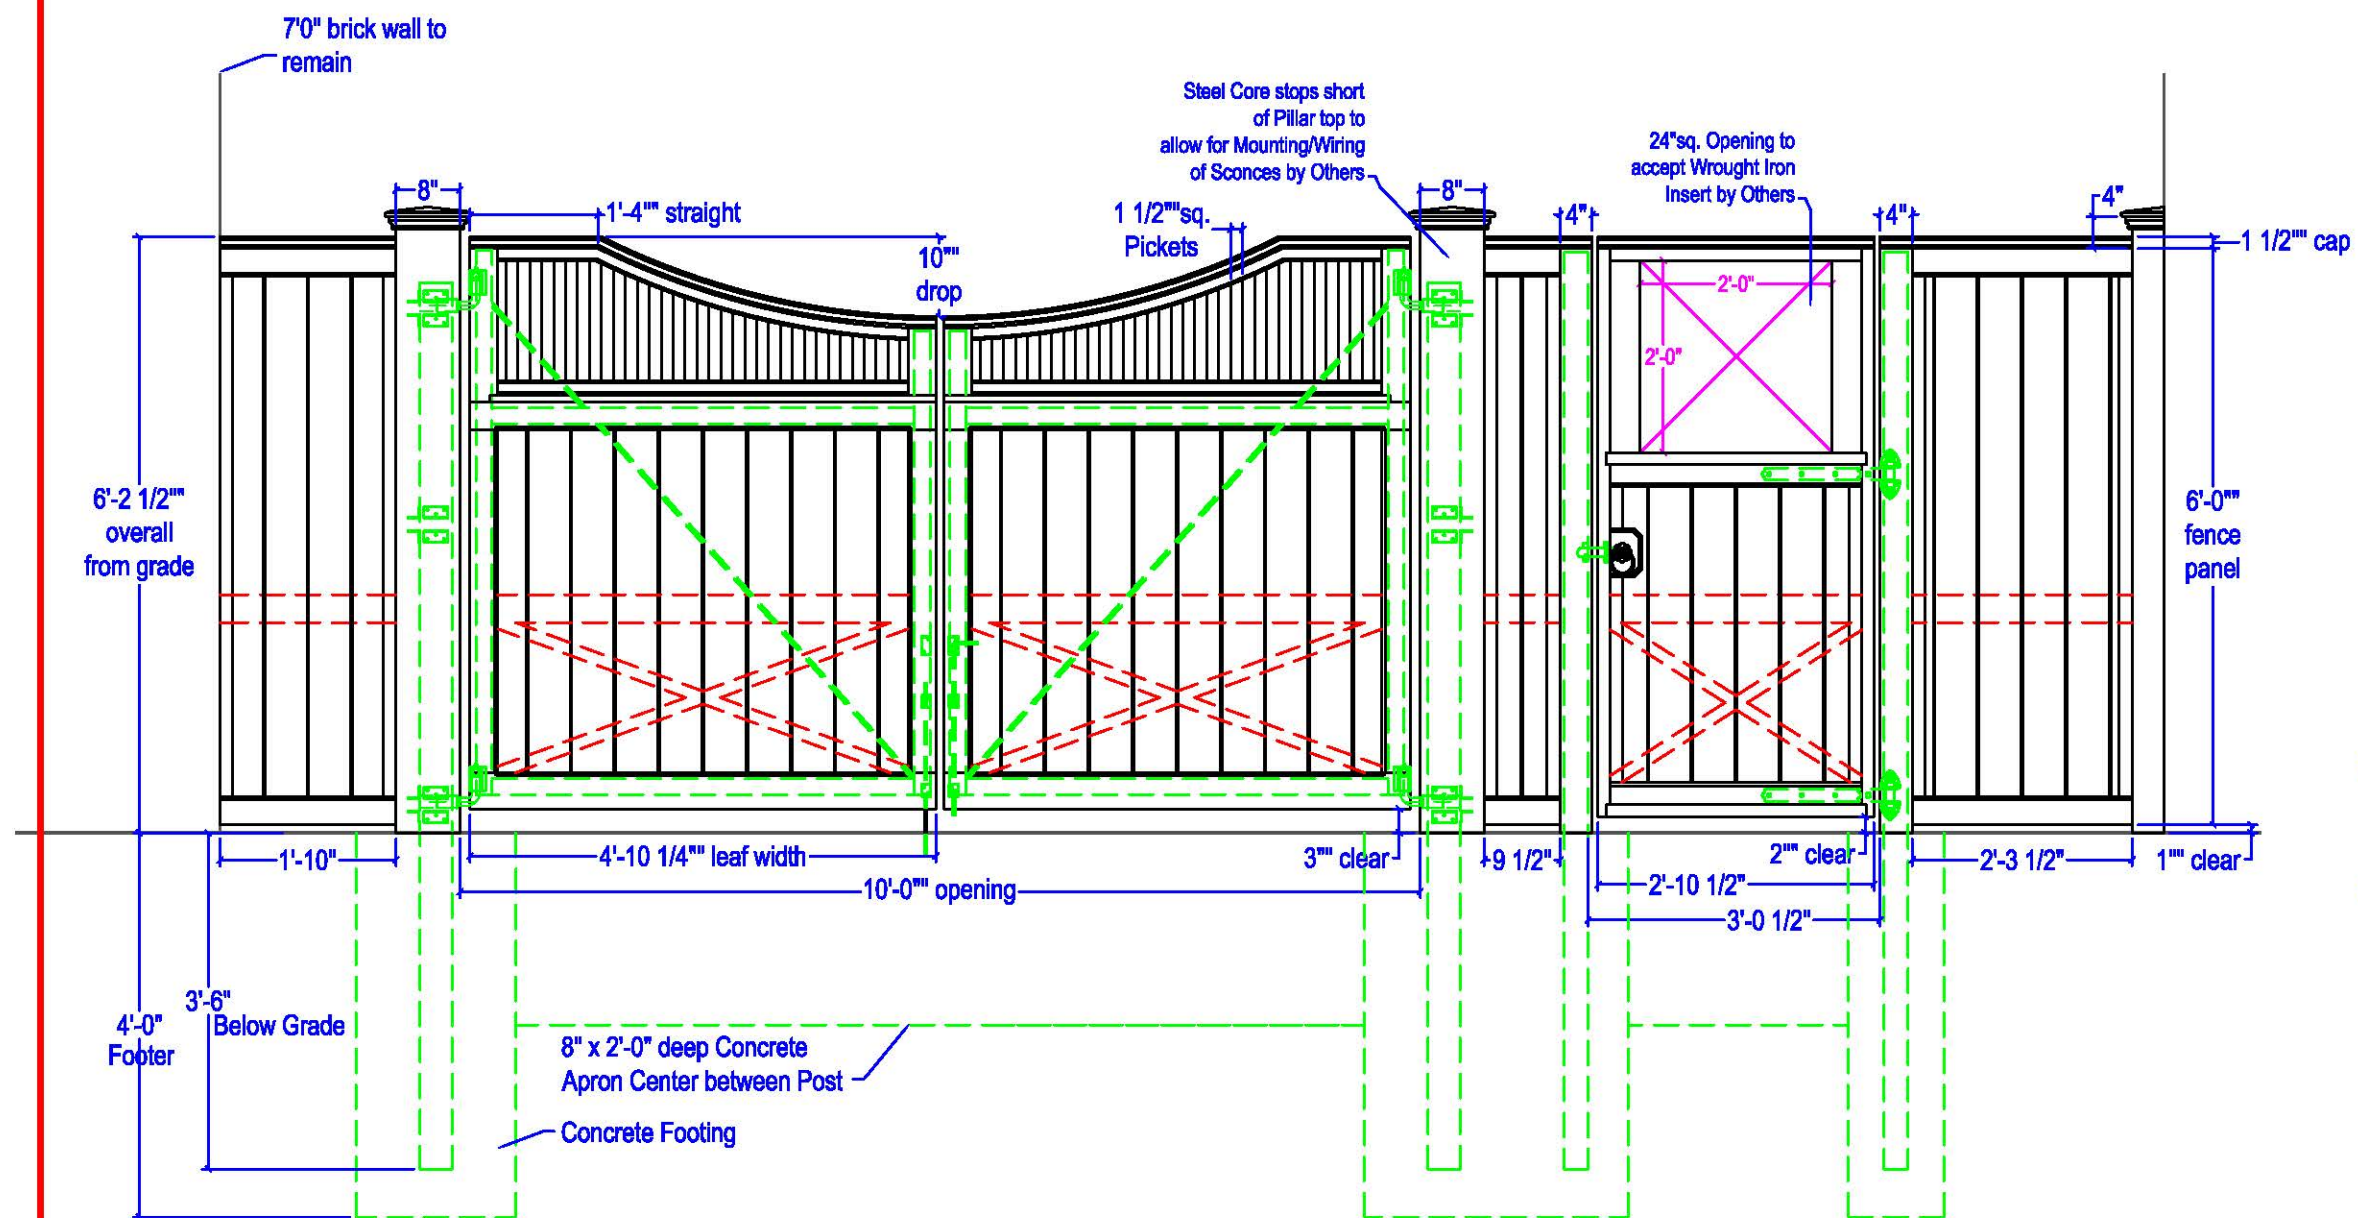 7'0" brick wall to
remain
Steel Core stops short
of Pillar top to
allow for Mounting/Wiring
of Sconces by Others
24"sq. Opening to
accept Wrought Iron
Insert by Others
8"
1'-4"" straight
1 1/2""sq.
Pickets
8"
4"
4"
4"
1 1/2"" cap
10""
drop
2'-0"
2'-0"
6'-2 1/2""
overall
from grade
6'-0""
fence
panel
1'-10"
4'-10 1/4"" leaf width
3"" clear
9 1/2"
2"" clear
2'-3 1/2"
1"" clear
10'-0"" opening
2'-10 1/2"
3'-0 1/2"
3'-6"
Below Grade
4'-0"
Footer
8" x 2'-0" deep Concrete
Apron Center between Post
Concrete Footing